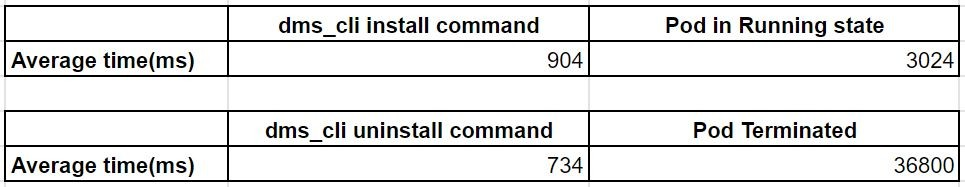 dms_cli install command Pod in Running state
Average time(ms) 904 3024
dms_cli uninstall command Pod Terminated
Average time(ms) 734 36800